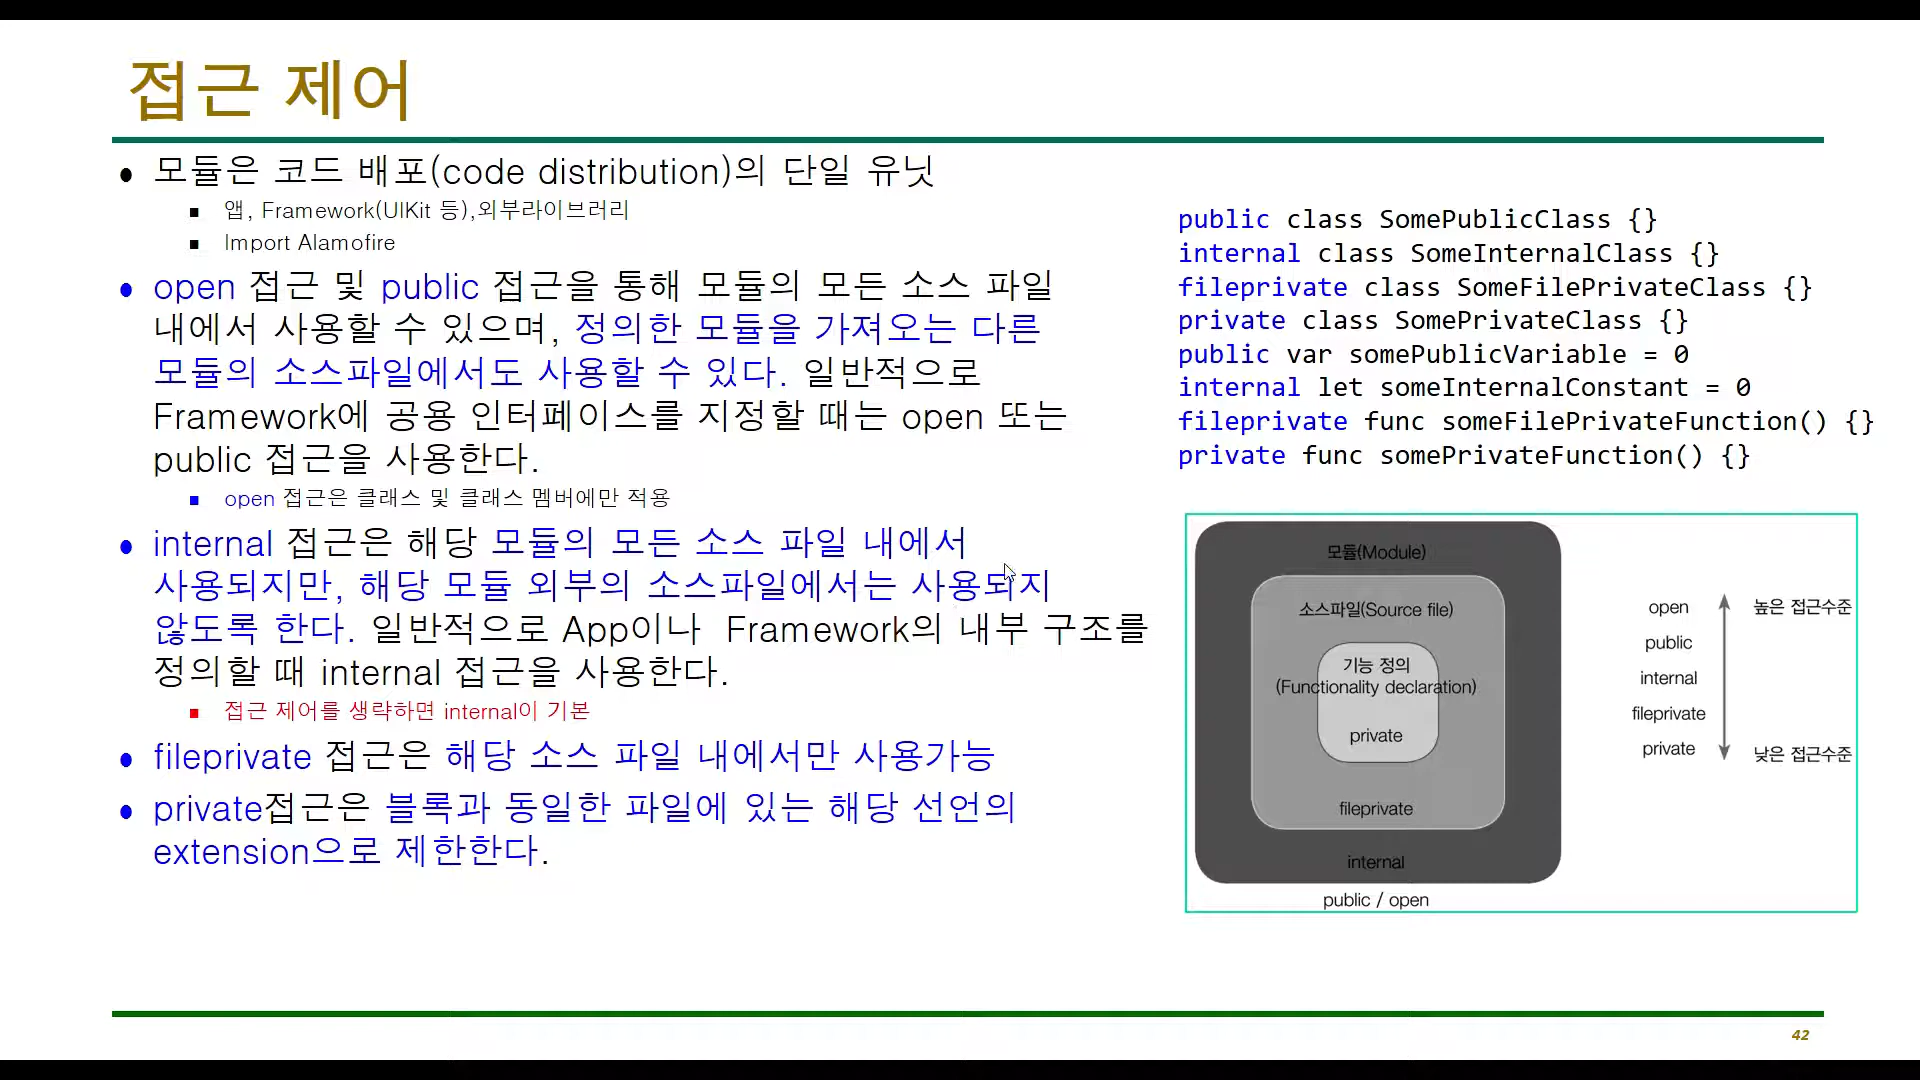 접근 제어
• 모듈은 코드 배포(code distribution)의 단일 유닛
▪ 앱, Framework(UIKit 등),외부라이브러리
▪ Import Alamofire
• open 접근 및 public 접근을 통해 모듈의 모든 소스 파일
내에서 사용할 수 있으며, 정의한 모듈을 가져오는 다른
모듈의 소스파일에서도 사용할 수 있다. 일반적으로
Framework에 공용 인터페이스를 지정할 때는 open 또는
public 접근을 사용한다.
▪ open 접근은 클래스 및 클래스 멤버에만 적용
• internal 접근은 해당 모듈의 모든 소스 파일 내에서
사용되지만, 해당 모듈 외부의 소스파일에서는 사용되지
않도록 한다. 일반적으로 App이나 Framework의 내부 구조를
정의할 때 internal 접근을 사용한다.
▪ 접근 제어를 생략하면 internal이 기본
• fileprivate 접근은 해당 소스 파일 내에서만 사용가능
• private접근은 블록과 동일한 파일에 있는 해당 선언의
extension으로 제한한다.
public class SomePublicClass {}
internal class SomeInternalClass {}
fileprivate class SomeFilePrivateClass {}
private class SomePrivateClass {}
public var somePublicVariable = 0
internal let someInternalConstant = 0
fileprivate func someFilePrivateFunction() {}
private func somePrivateFunction() {}
모듈(Module)
소스파일(Source file)
기능 정의
(Functionality declaration)
private
fileprivate
internal
public / open
open
높은 접근수준
public
internal
fileprivate
private
낮은 접근수준
42